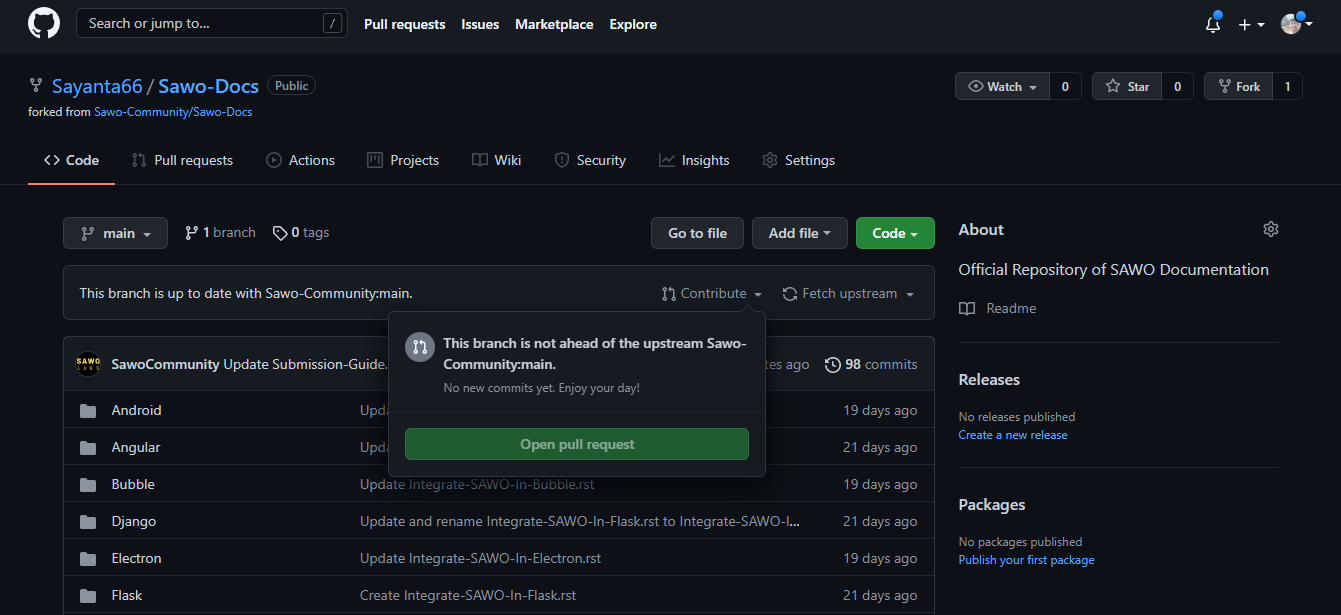 Search or jump to... /
Pull requests Issues Marketplace Explore
Sayanta66 / Sawo-Docs Public
forked from Sawo-Community/Sawo-Docs
Watch 0 Star 0 Fork 1
Code Pull requests Actions Projects Wiki Security Insights Settings
main 1 branch 0 tags
Go to file Add file Code
This branch is up to date with Sawo-Community:main.
Contribute Fetch upstream
This branch is not ahead of the upstream Sawo-
Community:main.
No new commits yet. Enjoy your day!
Open pull request
SAWO
LABS
SawoCommunity Update Submission-Guide. tes ago 98 commits
Android Upd 19 days ago
Angular Upd 21 days ago
Bubble Update Integrate-SAWO-In-Bubble.rst 19 days ago
Django Update and rename Integrate-SAWO-In-Flask.rst to Integrate-SAWO-I... 21 days ago
Electron Update Integrate-SAWO-In-Electron.rst 19 days ago
Flask Create Integrate-SAWO-In-Flask.rst 21 days ago
About
Official Repository of SAWO Documentation
Readme
Releases
No releases published
Create a new release
Packages
No packages published
Publish your first package